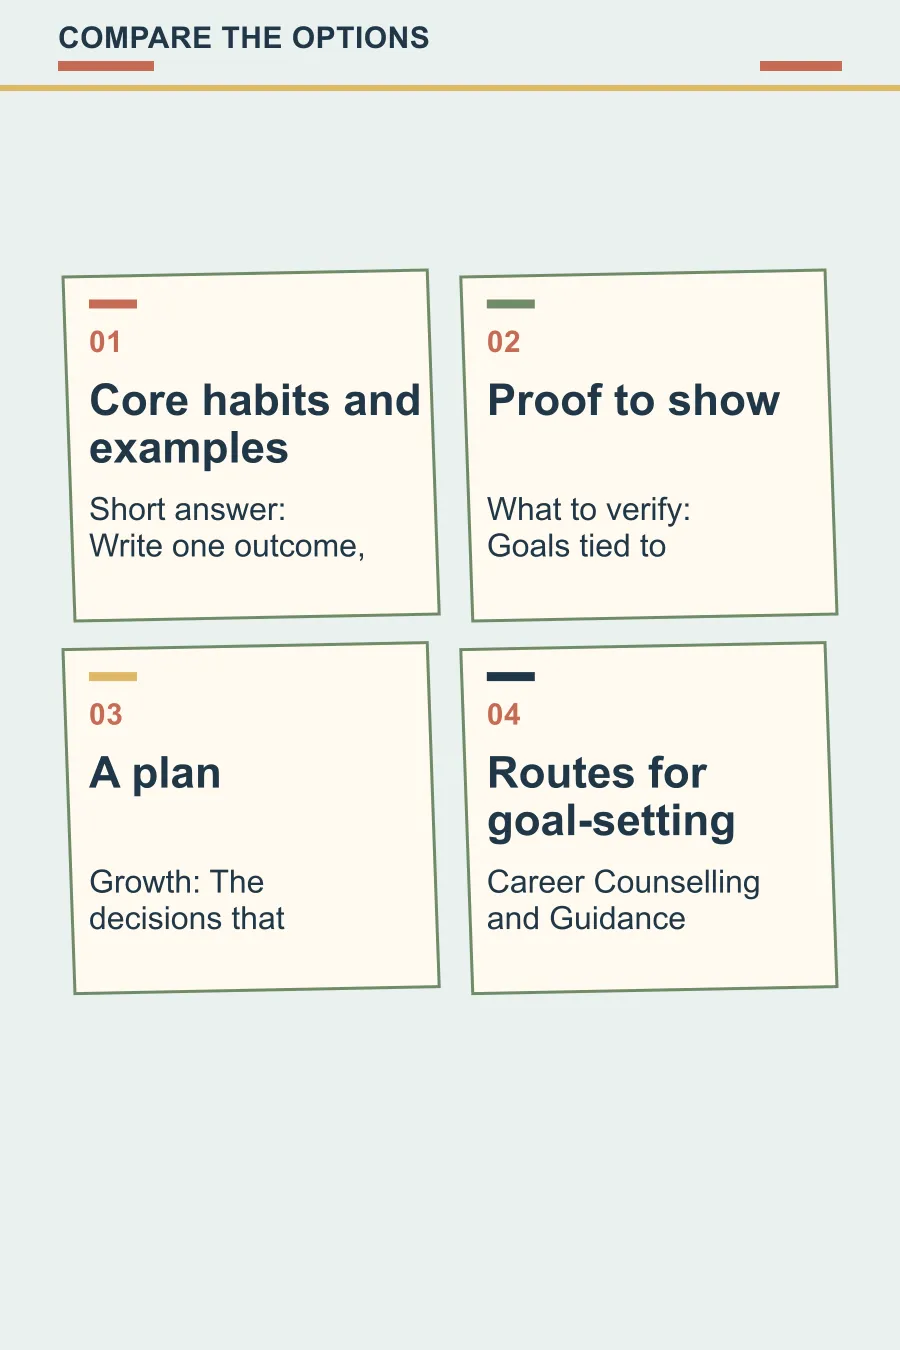 COMPARE THE OPTIONS
01
Core habits and
examples
Short answer:
Write one outcome,
02
Proof to show
What to verify:
Goals tied to
03
A plan
Growth: The
decisions that
04
Routes for
goal-setting
Career Counselling
and Guidance